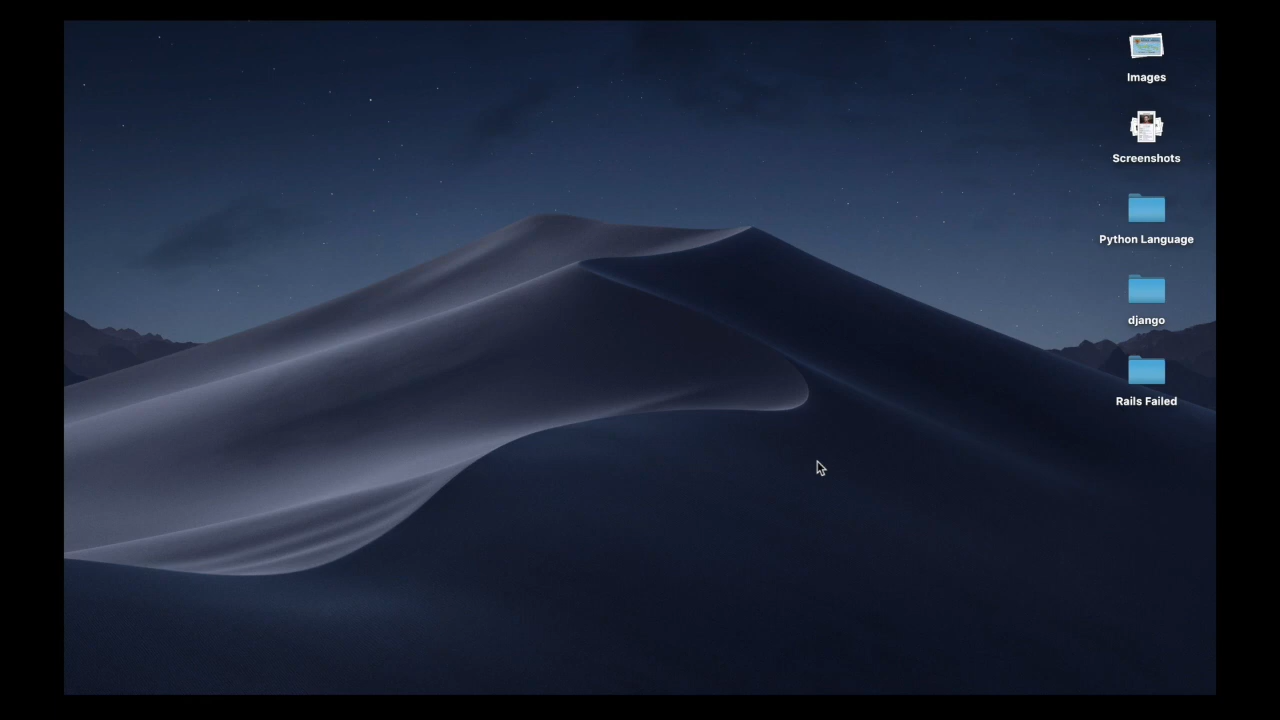 Images
Screenshots
Python Language
django
Rails Failed